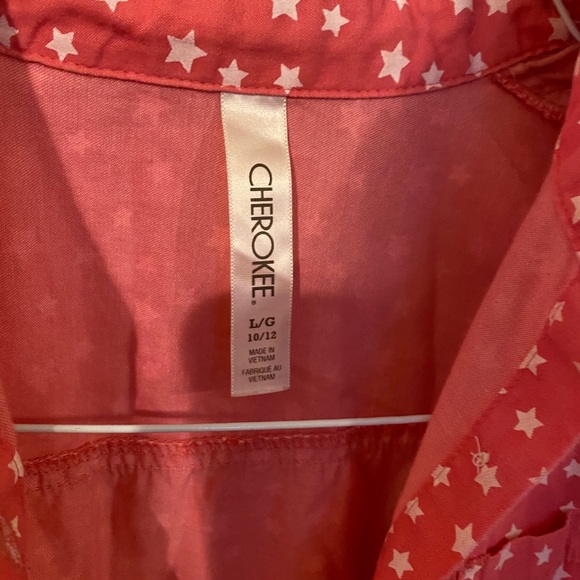 CHEROKEE®
L/G
10/12
MADE IN
VIETNAM
FABRIQUÉ AU
VIETNAM